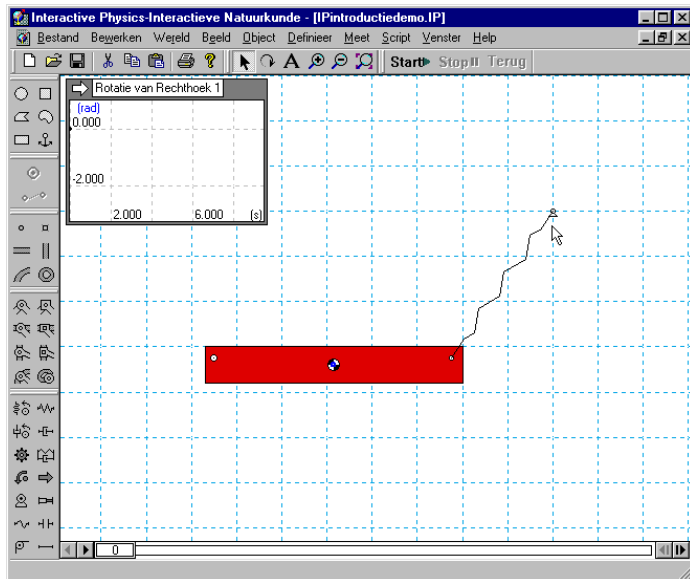 Interactive Physics-Interactieve Natuurkunde - [IPintroductiedemo.IP]
Bestand Bewerken Wereld Beeld Object Definieer Meet Script Venster Help
A Start Stop Terug
Rotatie van Rechthoek 1
(rad)
0.000
-2.000
2.000 6.000 (s)
0